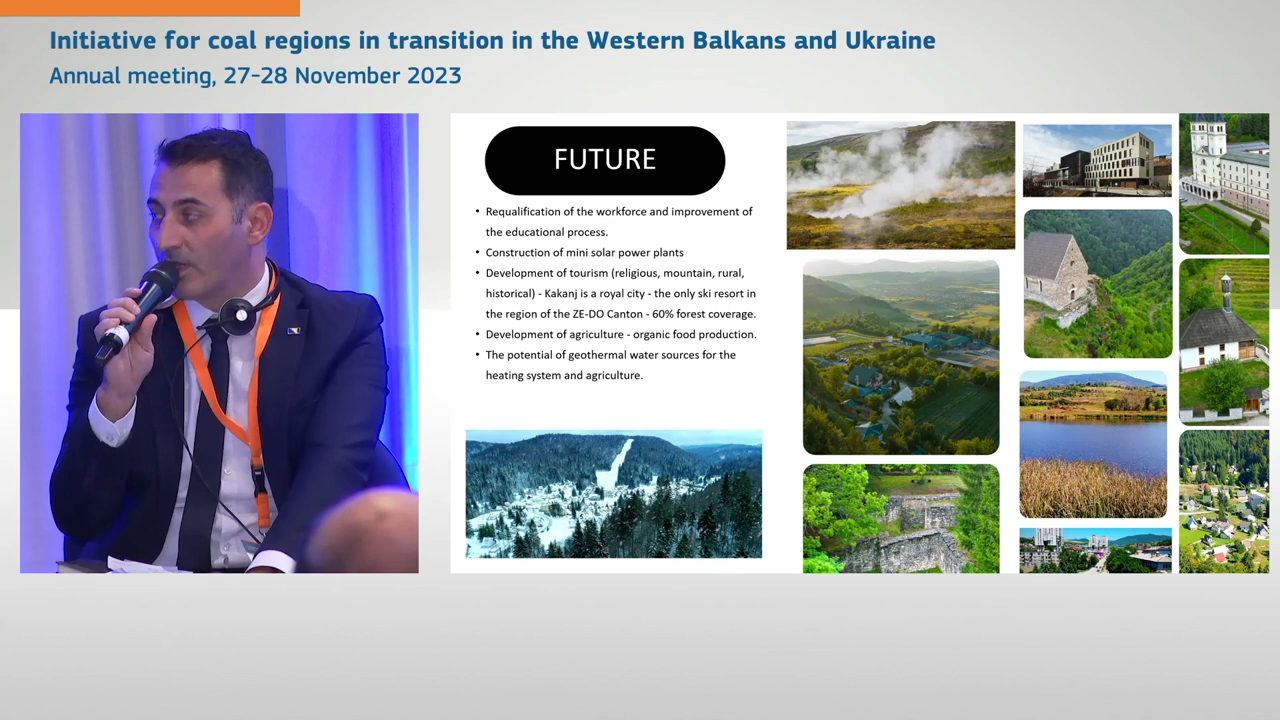 Initiative for coal regions in transition in the Western Balkans and Ukraine
Annual meeting, 27-28 November 2023
FUTURE
• Requalification of the workforce and improvement of
the educational process.
• Construction of mini solar power plants
• Development of tourism (religious, mountain, rural,
historical) - Kakanj is a royal city - the only ski resort in
the region of the ZE-DO Canton - 60% forest coverage.
• Development of agriculture - organic food production.
• The potential of geothermal water sources for the
heating system and agriculture.